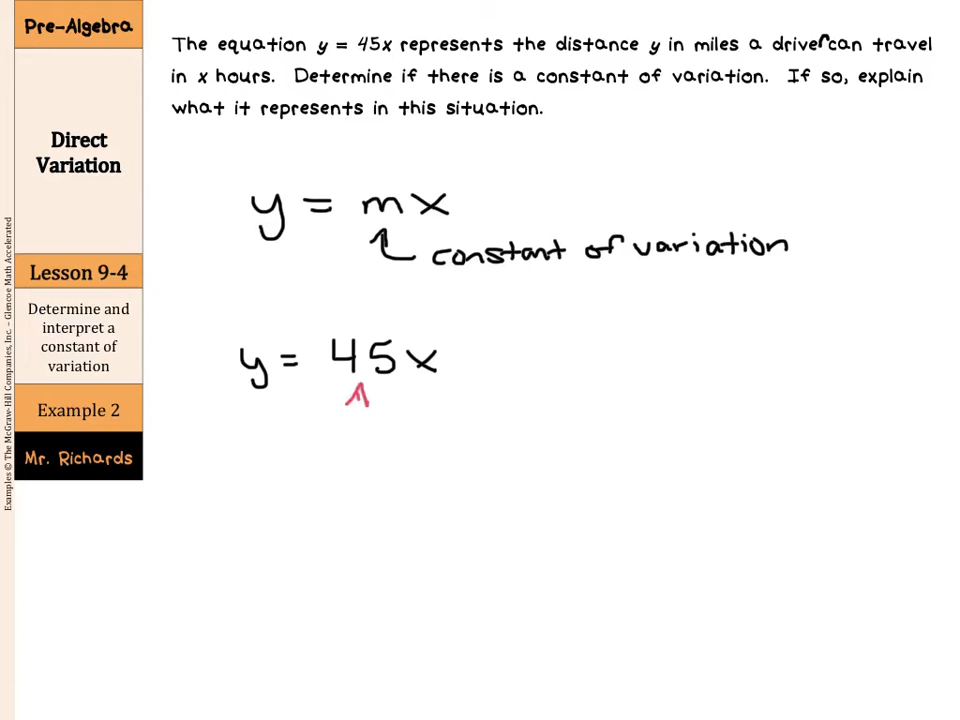 Pre-Algebra
Direct
Variation
Lesson 9-4
Determine and
interpret a
constant of
variation
Example 2
Mr. Richards
Examples © The McGraw-Hill Companies, Inc. – Glencoe Math Accelerated
The equation y = 45x represents the distance y in miles a driver can travel
in x hours. Determine if there is a constant of variation. If so, explain
what it represents in this situation.
y = mx
constant of variation
y = 45x